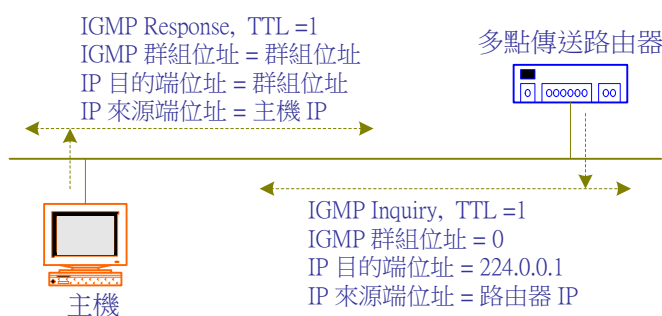 IGMP Response, TTL =1
IGMP 群組位址 = 群組位址
IP 目的端位址 = 群組位址
IP 來源端位址 = 主機 IP
多點傳送路由器
0 000000 00
IGMP Inquiry, TTL =1
IGMP 群組位址 = 0
IP 目的端位址 = 224.0.0.1
IP 來源端位址 = 路由器 IP
主機